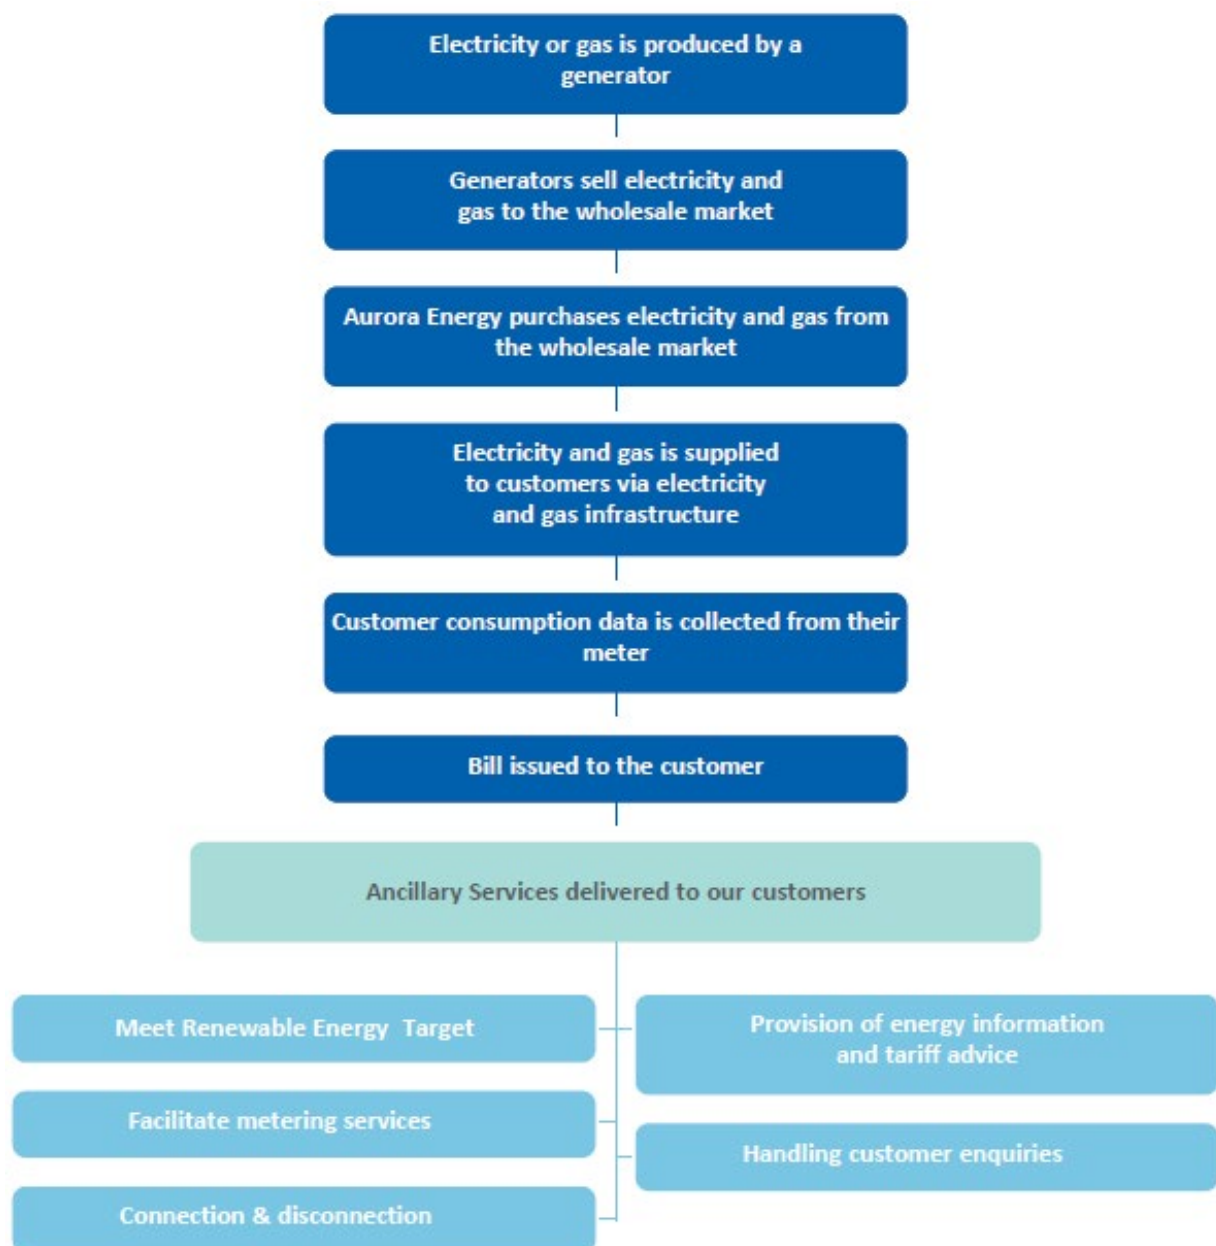 Electricity or gas is produced by a
generator
Generators sell electricity and
gas to the wholesale market
Aurora Energy purchases electricity and gas from
the wholesale market
Electricity and gas is supplied
to customers via electricity
and gas infrastructure
Customer consumption data is collected from their
meter
Bill issued to the customer
Ancillary Services delivered to our customers
Meet Renewable Energy Target
Provision of energy information
and tariff advice
Facilitate metering services
Handling customer enquiries
Connection & disconnection